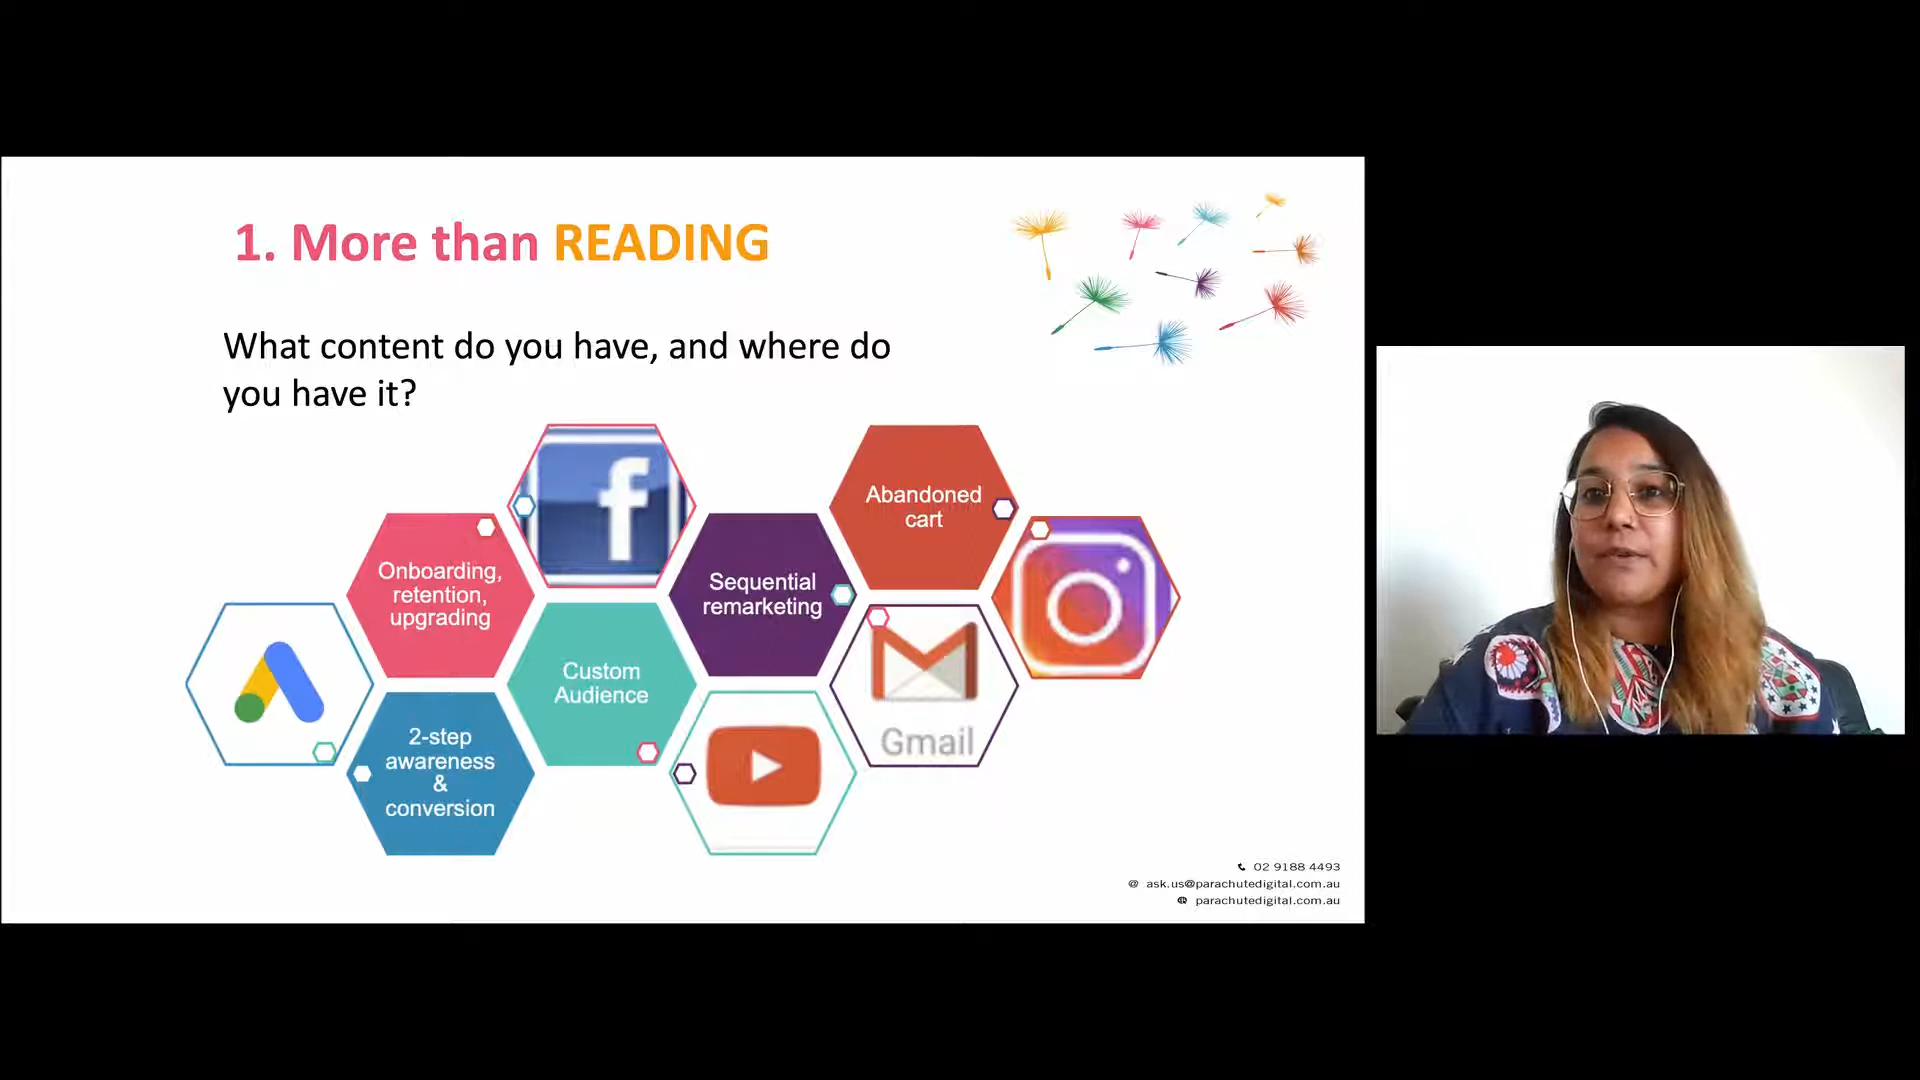 1. More than READING
What content do you have, and where do
you have it?
f
Abandoned
cart
Onboarding,
retention,
upgrading
Sequential
remarketing
Custom
Audience
2-step
awareness
&
conversion
Gmail
02 9188 4493
@ ask.us@parachutedigital.com.au
parachutedigital.com.au